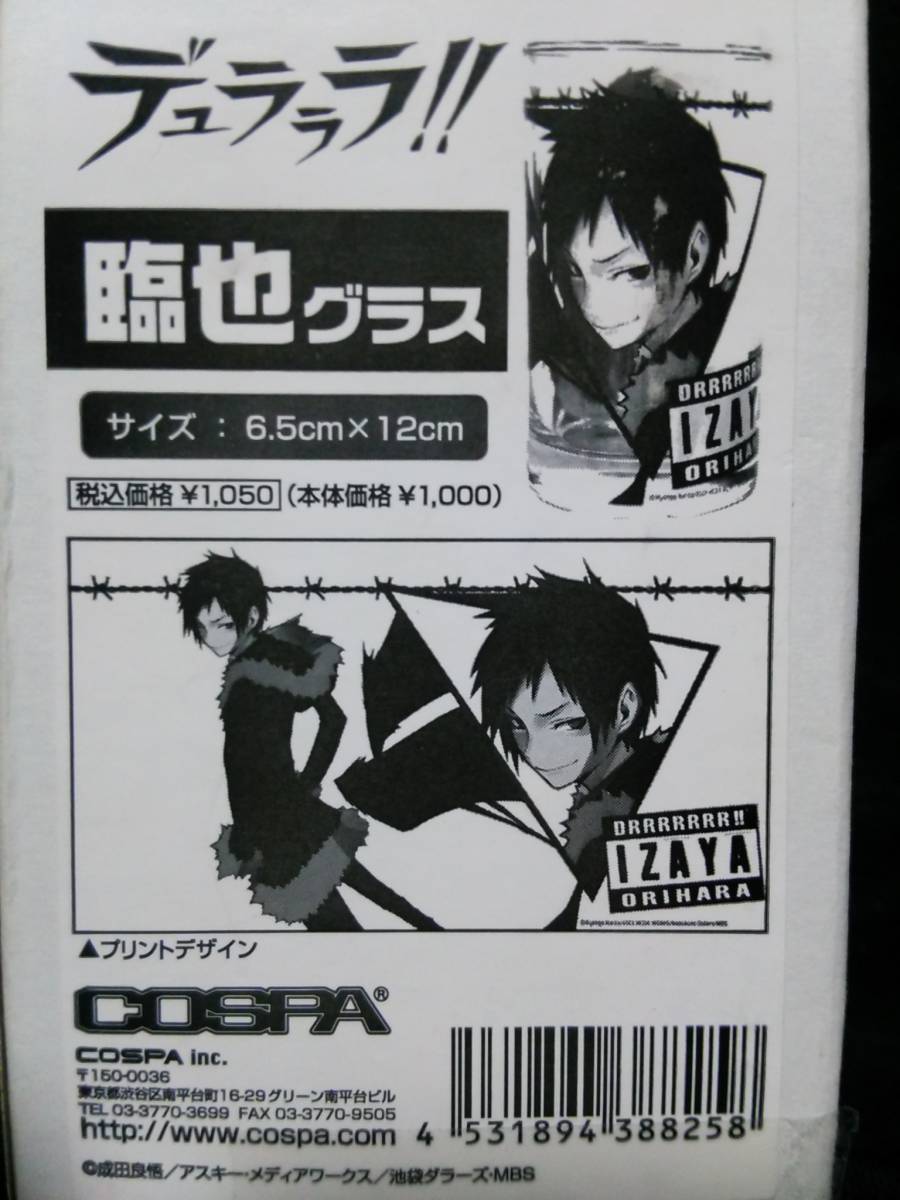 デュラララ!!
臨也グラス
サイズ : 6.5cm×12cm
税込価格 ¥1,050 (本体価格 ¥1,000)
DRRRRRR
IZAY
ORIHA
DRRRRRRR!!
IZAYA
ORIHARA
▲プリントデザイン
COSPA®
COSPA inc.
〒150-0036
東京都渋谷区南平台町16-29グリーン南平台ビル
TEL 03-3770-3699 FAX 03-3770-9505
http://www.cospa.com
4 531894 388258
©成田良悟/アスキー・メディアワークス/池袋ダラーズ・MBS